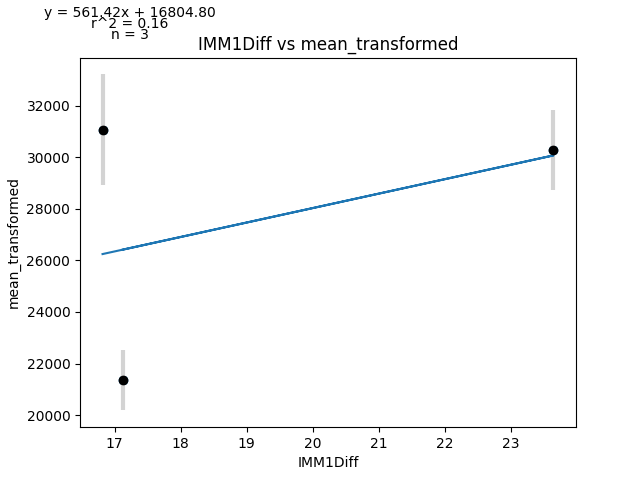 y = 561.42x + 16804.80
r^2 = 0.16
n = 3
IMM1Diff vs mean_transformed
mean_transformed
32000
30000
28000
26000
24000
22000
20000
17 18 19 20 21 22 23
IMM1Diff